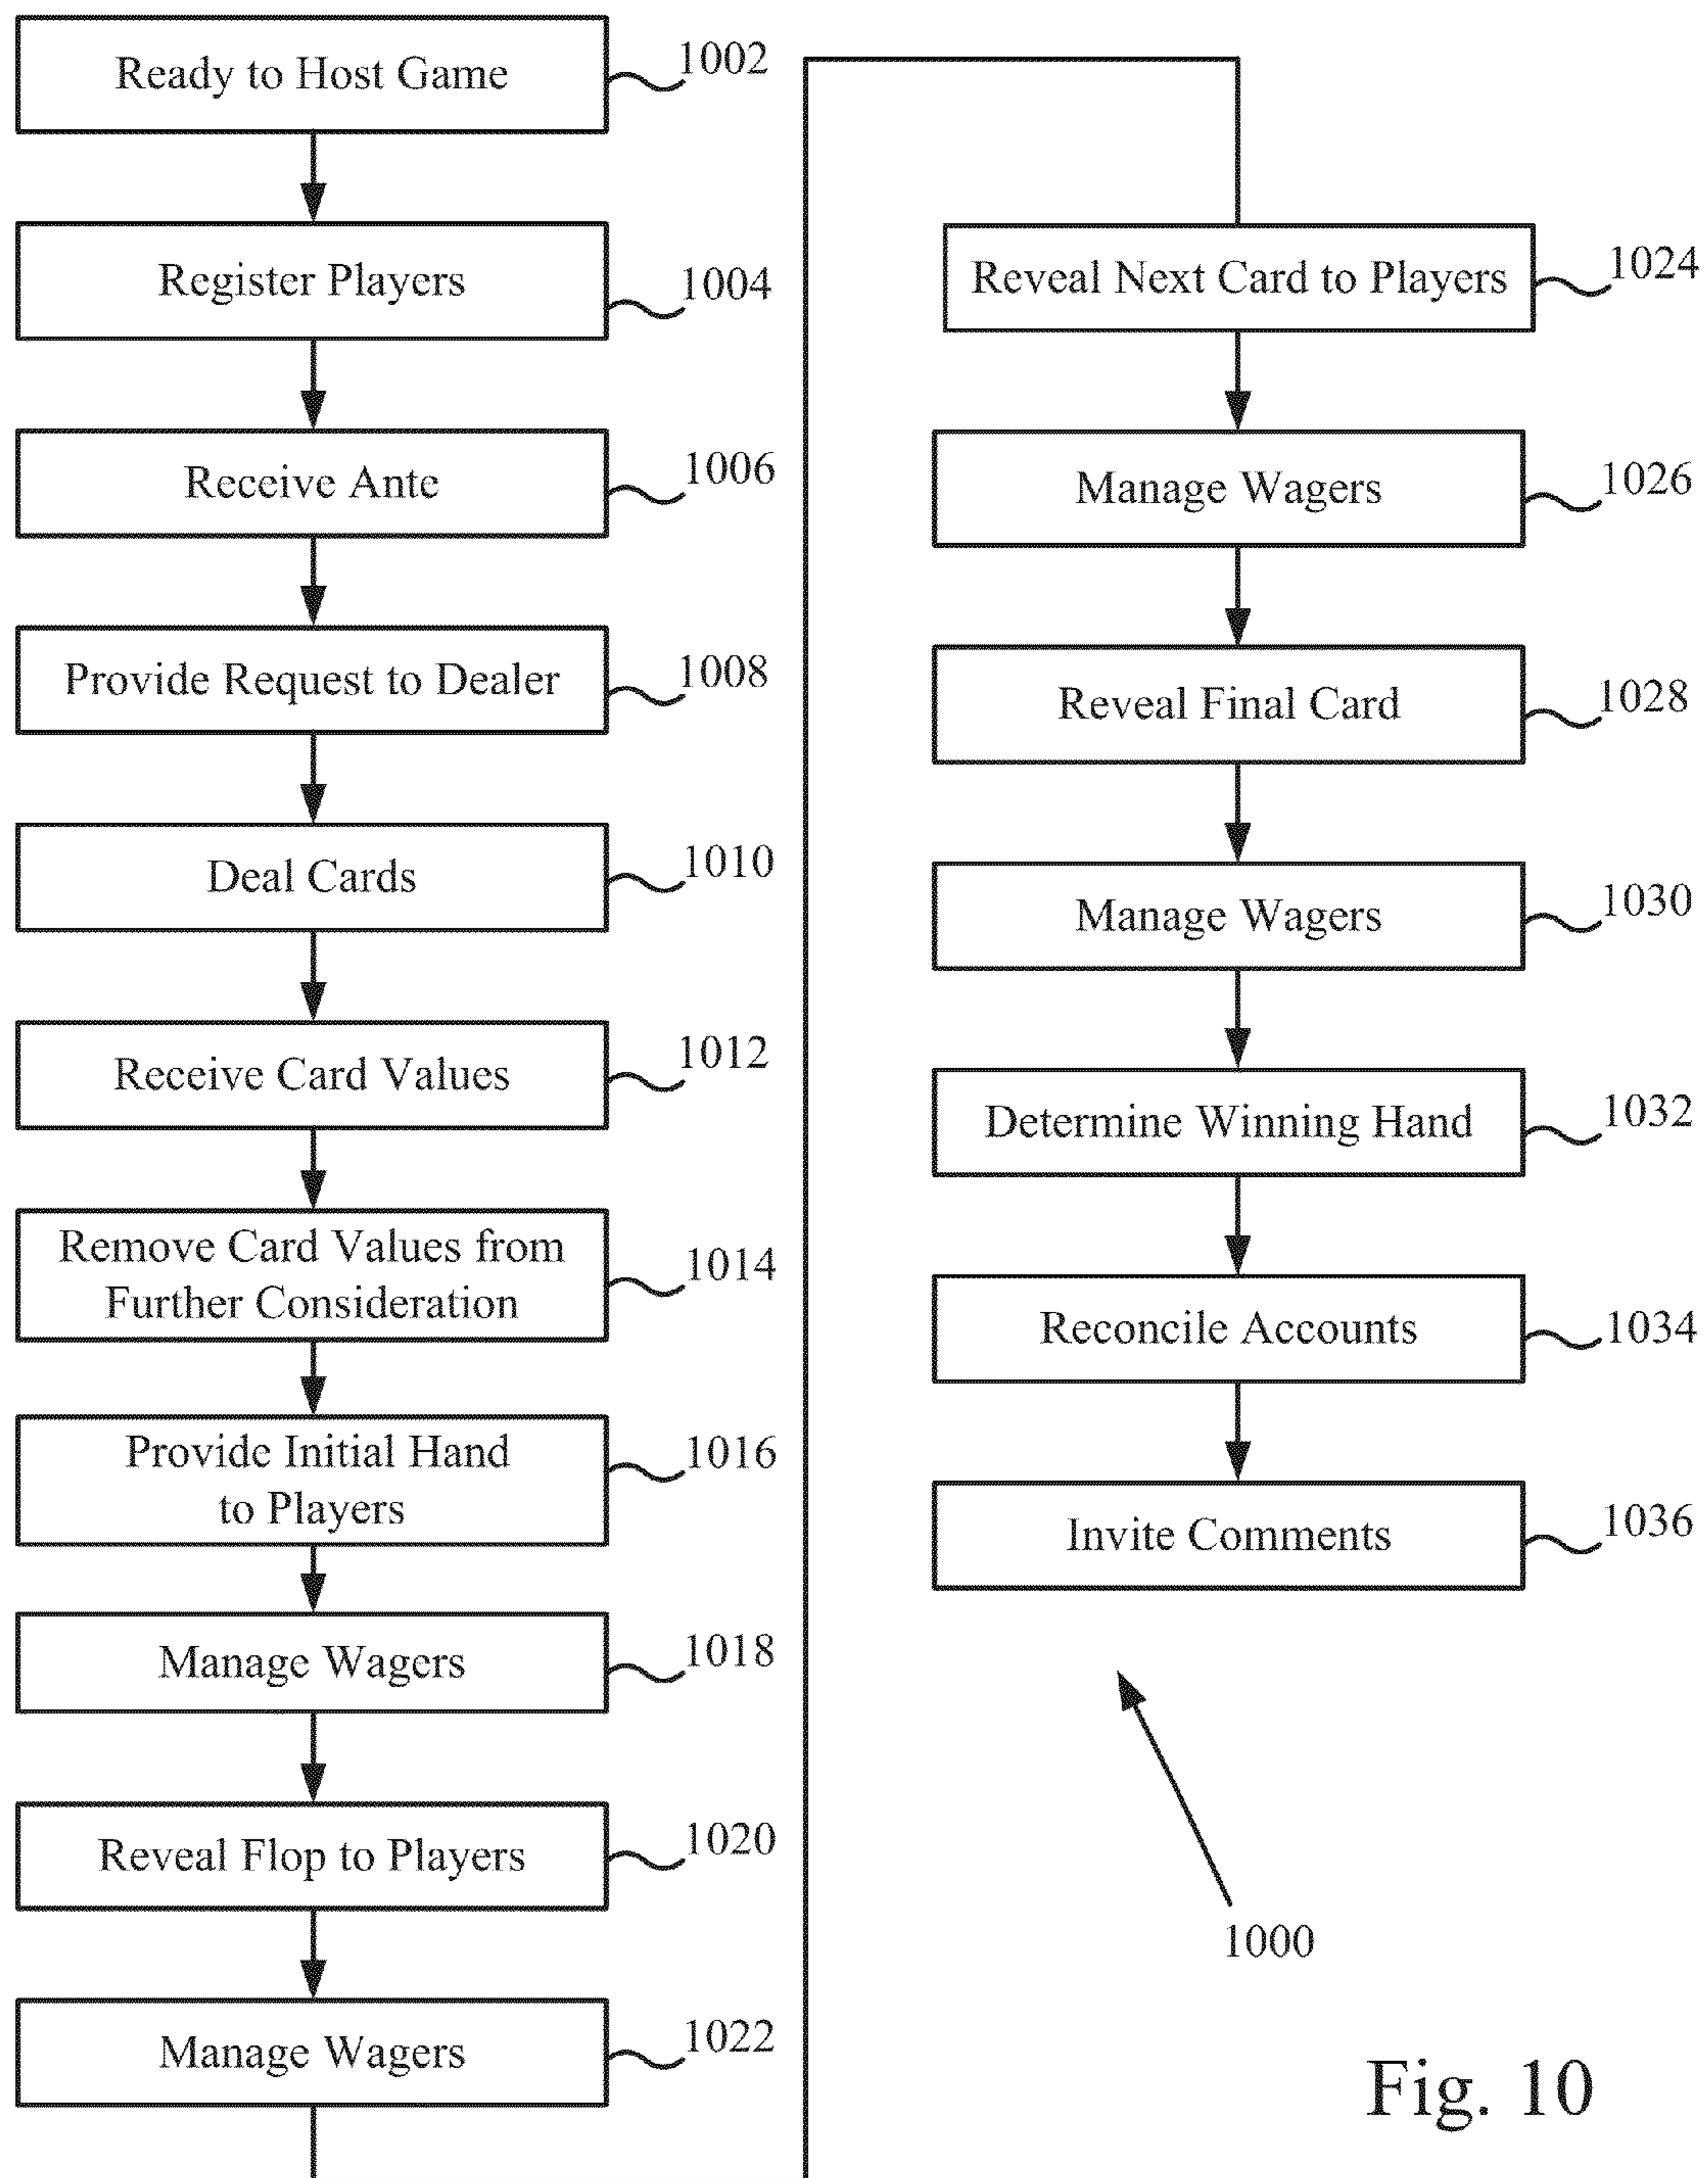 Ready to Host Game
1002
Register Players
1004
Receive Ante
1006
Provide Request to Dealer
1008
Deal Cards
1010
Receive Card Values
1012
Remove Card Values from
Further Consideration
1014
Provide Initial Hand
to Players
1016
Manage Wagers
1018
Reveal Flop to Players
1020
Manage Wagers
1022
Reveal Next Card to Players
1024
Manage Wagers
1026
Reveal Final Card
1028
Manage Wagers
1030
Determine Winning Hand
1032
Reconcile Accounts
1034
Invite Comments
1036
1000
Fig. 10